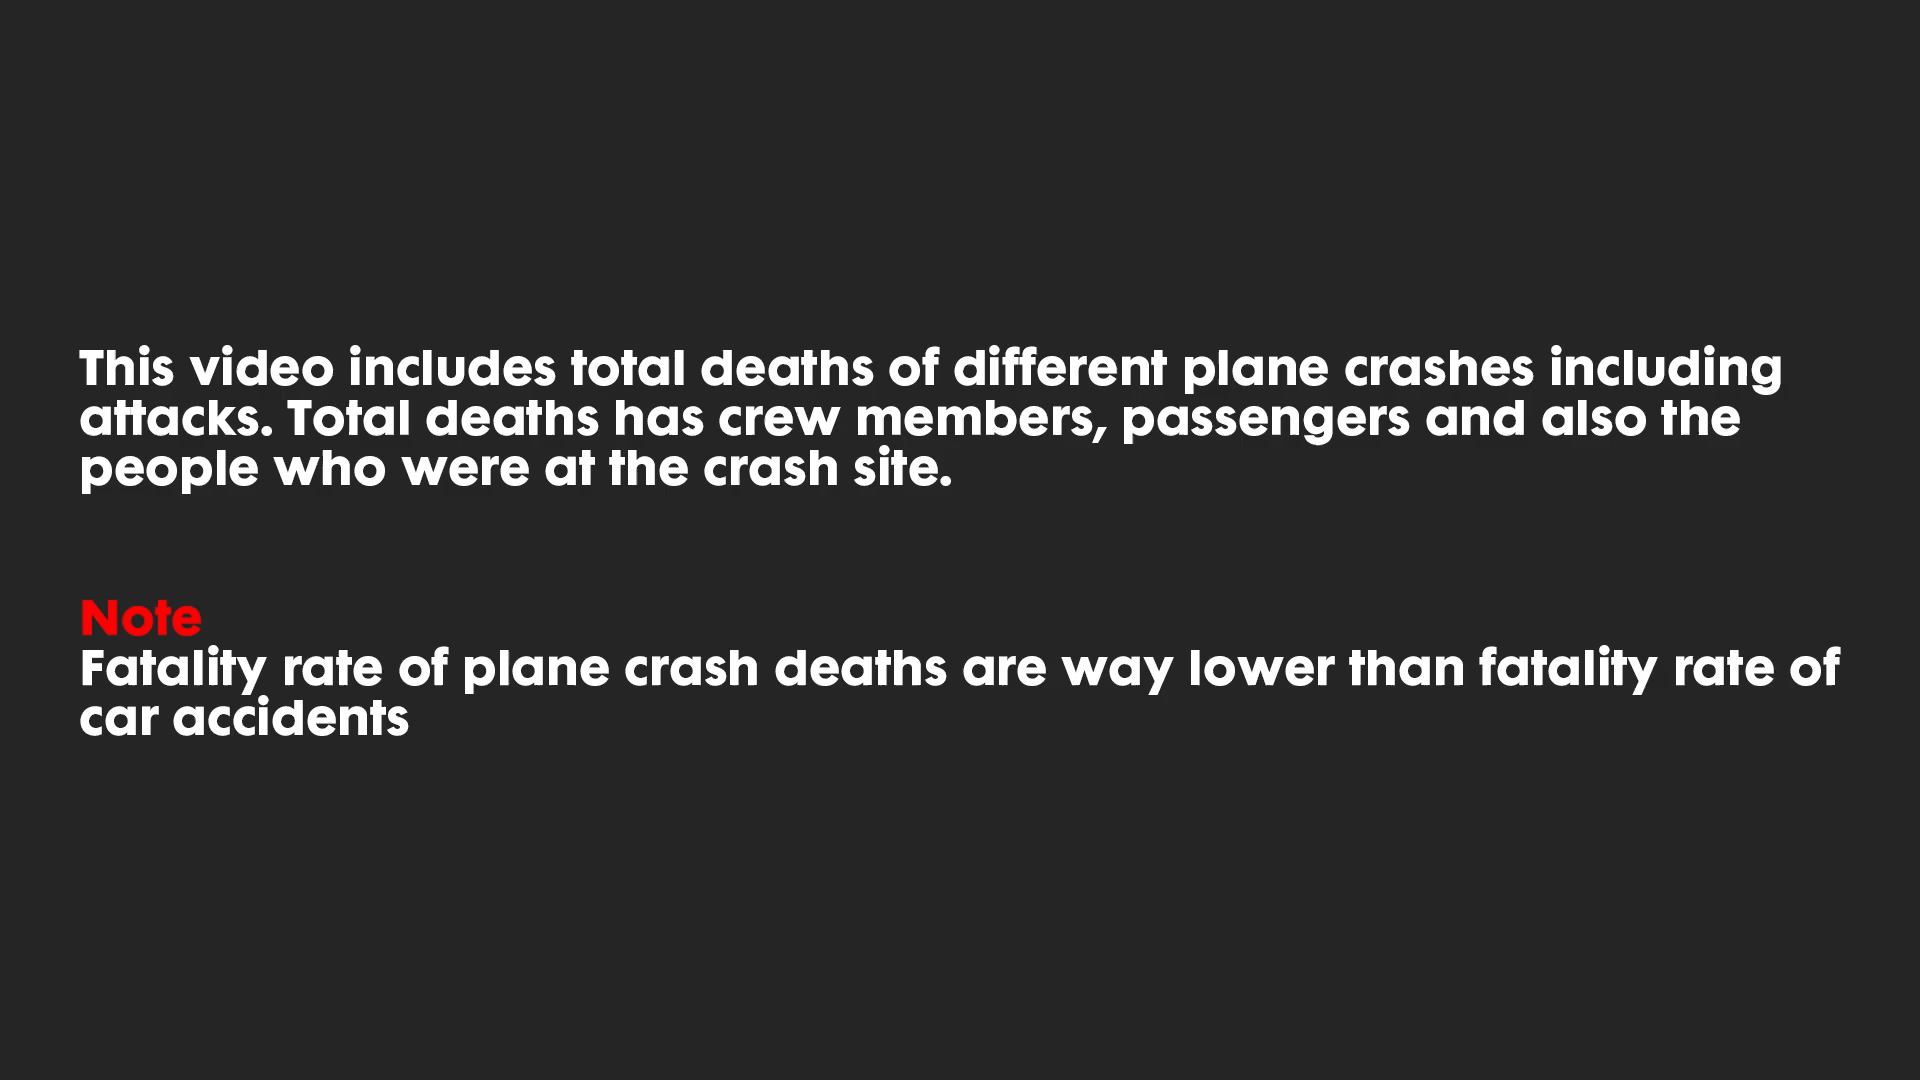 This video includes total deaths of different plane crashes including
attacks. Total deaths has crew members, passengers and also the
people who were at the crash site.
Note
Fatality rate of plane crash deaths are way lower than fatality rate of
car accidents